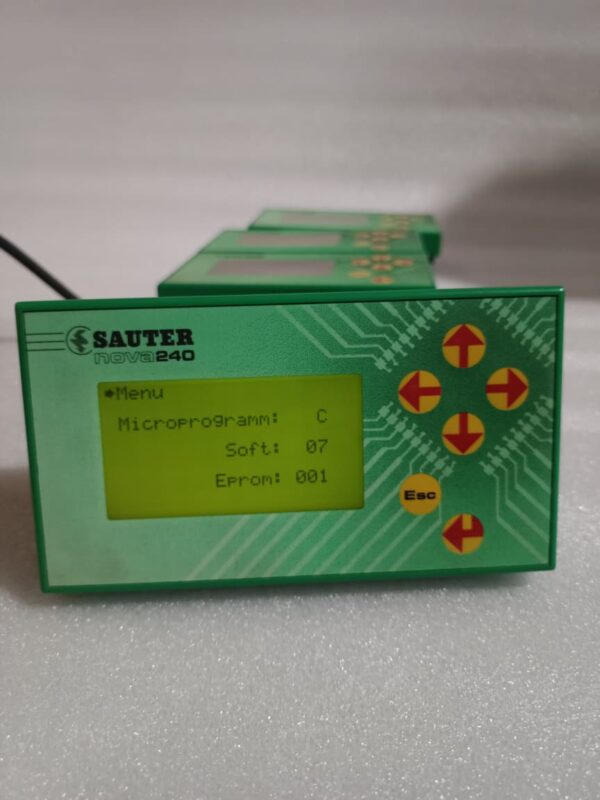 SAUTER
nova240
Menu
Microprogramm: C
Soft: 07
Eprom: 001
Esc